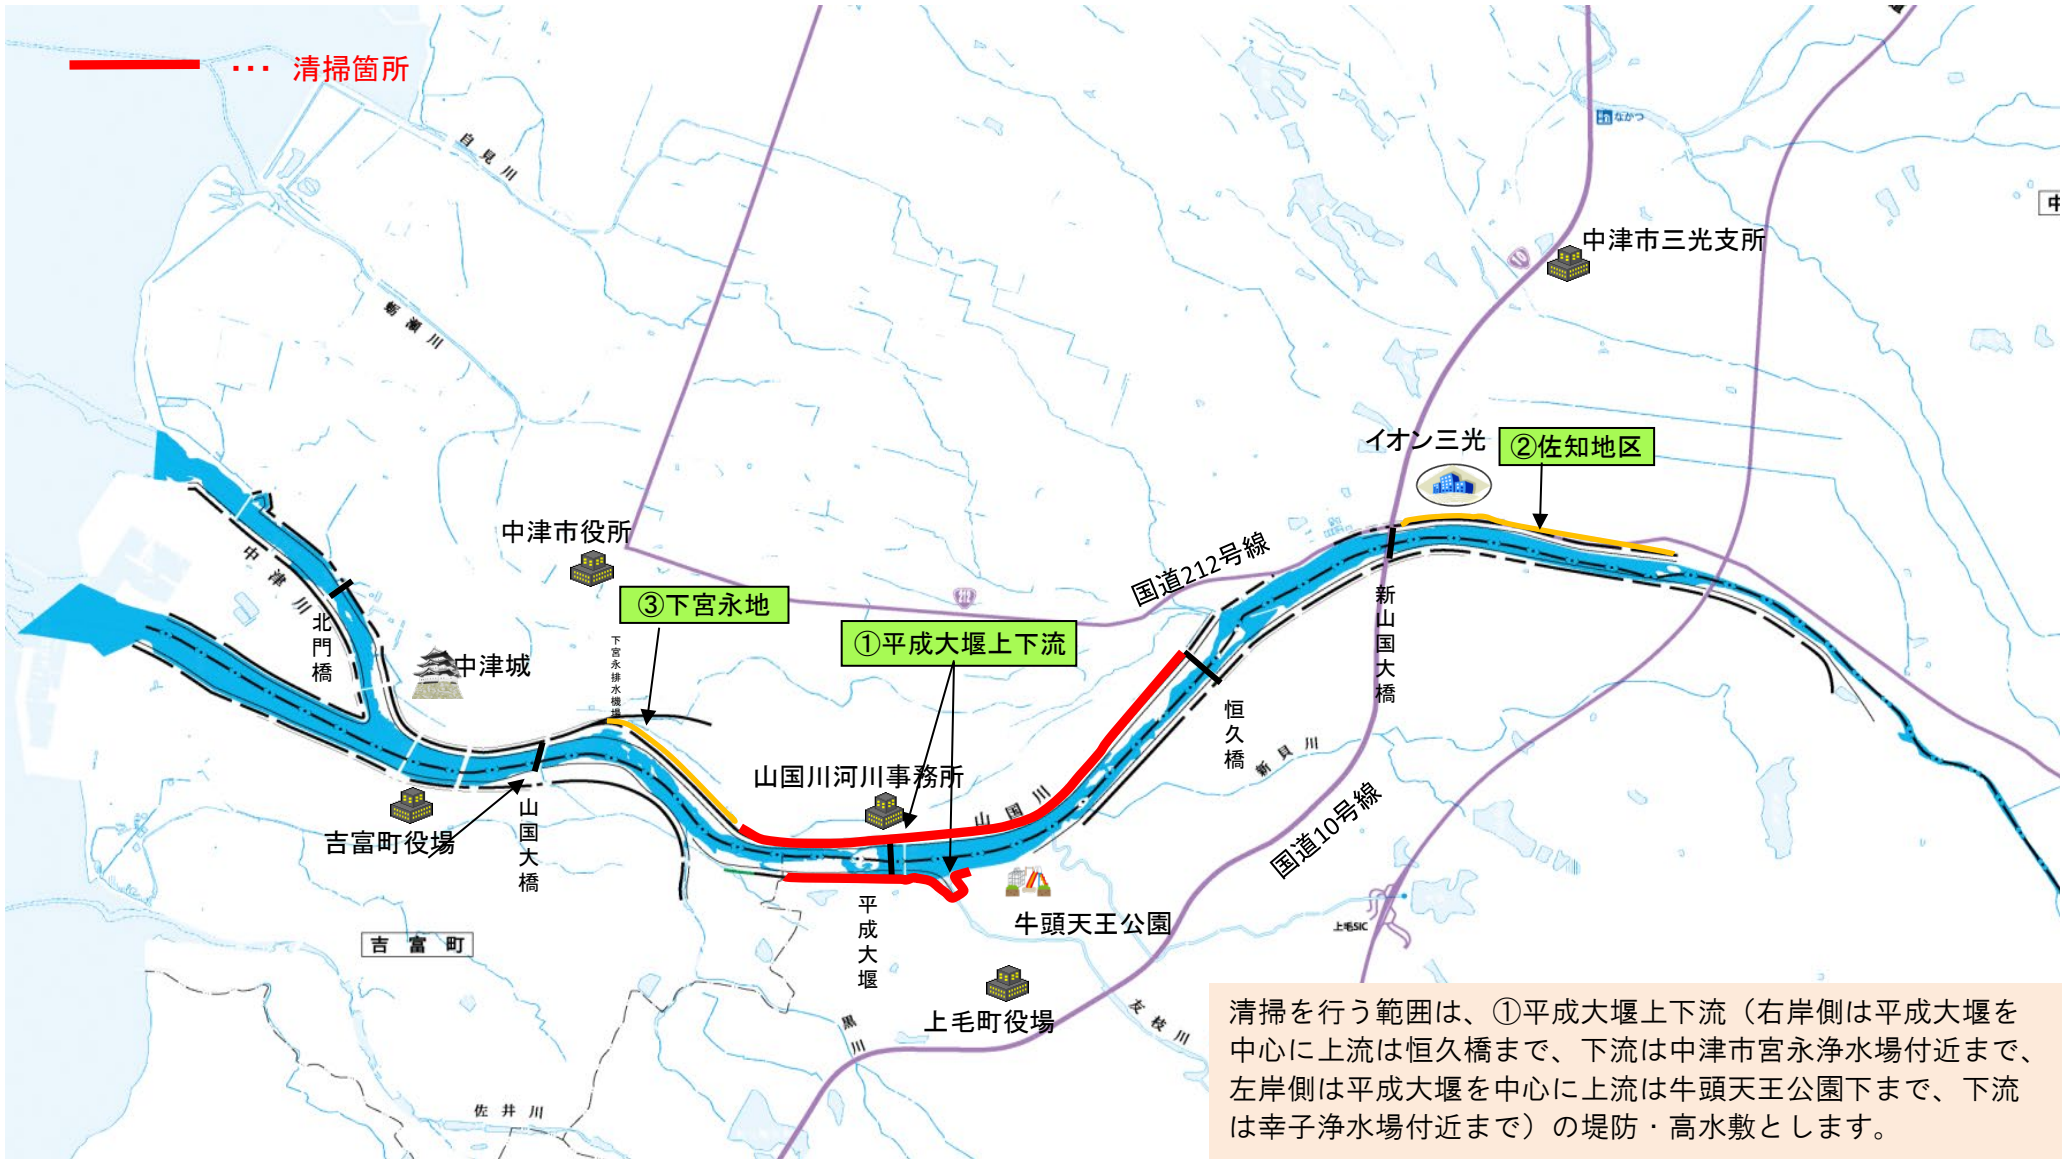 … 清掃箇所
自見川
なかつ
中
中津市三光支所
10
蛎瀬川
イオン三光
②佐知地区
中津市役所
国道212号線
中津川
③下宮永地
212
①平成大堰上下流
新山国大橋
北門橋
中津城
下宮永排水機場
恒久橋
新貝川
山国川河川事務所
山国川
国道10号線
吉富町役場
山国大橋
平成大堰
牛頭天王公園
上毛SIC
吉富町
上毛町役場
友枝川
黒川
佐井川
清掃を行う範囲は、①平成大堰上下流（右岸側は平成大堰を
中心に上流は恒久橋まで、下流は中津市宮永浄水場付近まで、
左岸側は平成大堰を中心に上流は牛頭天王公園下まで、下流
は幸子浄水場付近まで）の堤防・高水敷とします。